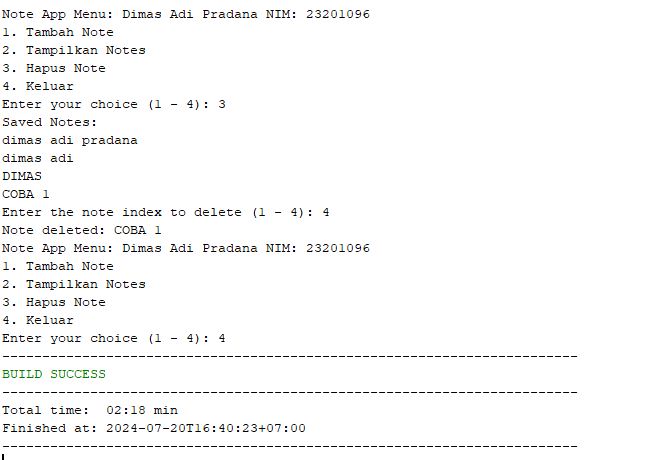 Note App Menu: Dimas Adi Pradana NIM: 23201096
1. Tambah Note
2. Tampilkan Notes
3. Hapus Note
4. Keluar
Enter your choice (1 - 4): 3
Saved Notes:
dimas adi pradana
dimas adi
DIMAS
COBA 1
Enter the note index to delete (1 - 4): 4
Note deleted: COBA 1
Note App Menu: Dimas Adi Pradana NIM: 23201096
1. Tambah Note
2. Tampilkan Notes
3. Hapus Note
4. Keluar
Enter your choice (1 - 4): 4
------------------------------------------------------------------------
BUILD SUCCESS
------------------------------------------------------------------------
Total time:  02:18 min
Finished at: 2024-07-20T16:40:23+07:00
------------------------------------------------------------------------